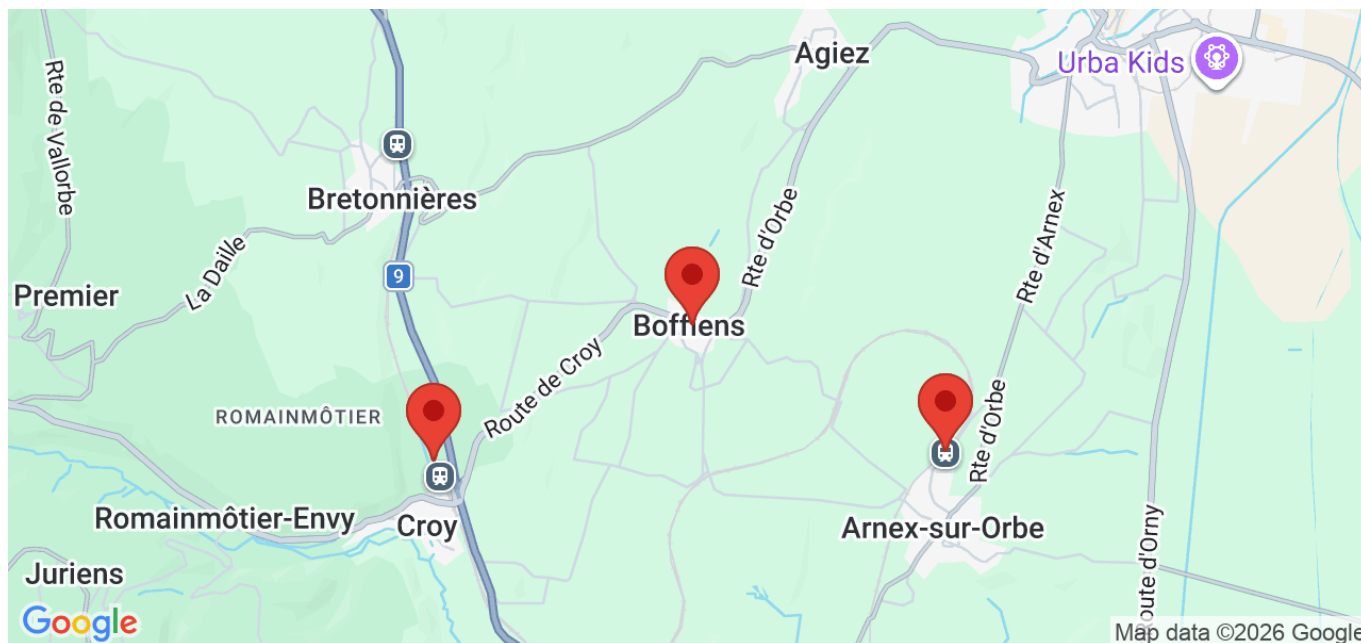 Agiez
Urba Kids
Rte de Vallorbe
Bretonnières
Rte d'Orbe
Rte d'Arnex
La Daille
9
Premier
Boffiens
Route de Croy
ROMAINMÔTIER
Rte d'Orbe
Romainmôtier-Envy
Croy
Arnex-sur-Orbe
Juriens
Route d'Orny
Google
Map data ©2026 Google